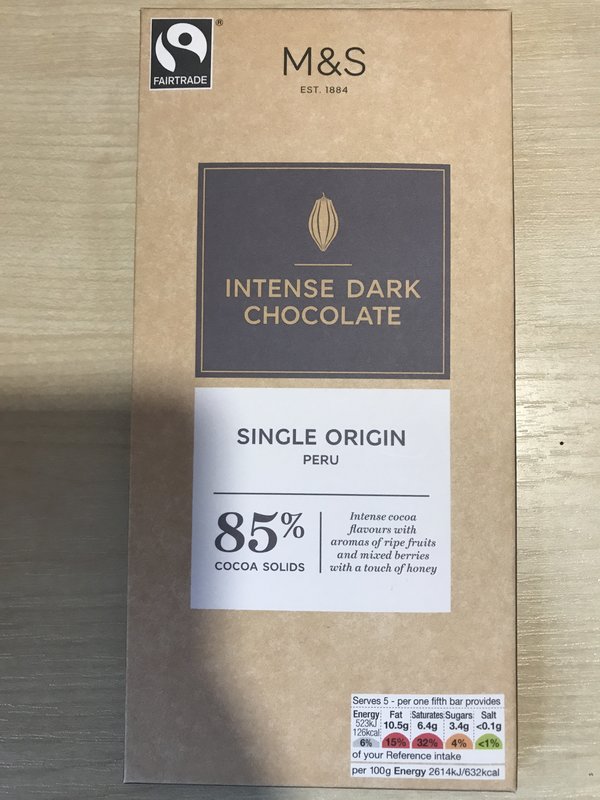 FAIRTRADE
®
M&S
EST. 1884
INTENSE DARK
CHOCOLATE
SINGLE ORIGIN
PERU
85%
COCOA SOLIDS
Intense cocoa
flavours with
aromas of ripe fruits
and mixed berries
with a touch of honey
Serves 5 - per one fifth bar provides
Energy Fat Saturates Sugars Salt
523kJ 10.5g 6.4g 3.4g <0.1g
126kcal
6% 15% 32% 4% <1%
of your Reference intake
per 100g Energy 2614kJ/632kcal